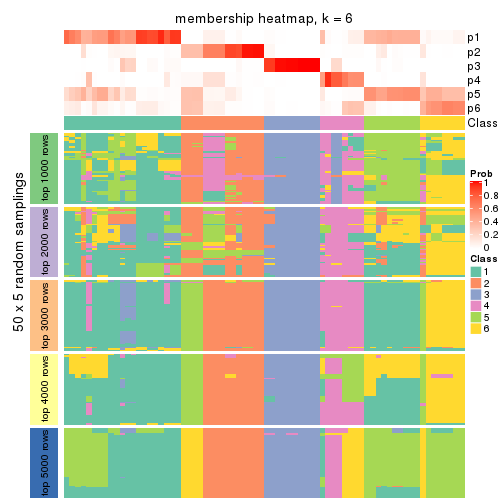 membership heatmap, k = 6
p1
p2
p3
p4
p5
p6
Class
50 x 5 random samplings
top 1000 rows
top 2000 rows
top 3000 rows
top 4000 rows
top 5000 rows
Prob
1
0.8
0.6
0.4
0.2
0
Class
1
2
3
4
5
6